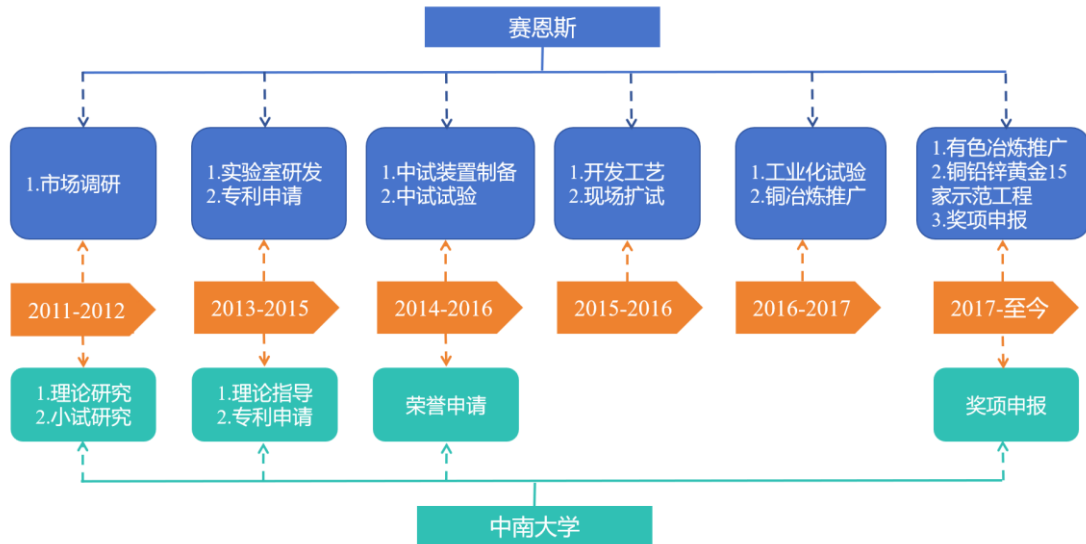 赛恩斯
1.市场调研
1.实验室研发
2.专利申请
1.中试装置制备
2.中试试验
1.开发工艺
2.现场扩试
1.工业化试验
2.铜冶炼推广
1.有色冶炼推广
2.铜铅锌黄金15
家示范工程
3.奖项申报
2011-2012
2013-2015
2014-2016
2015-2016
2016-2017
2017-至今
1.理论研究
2.小试研究
1.理论指导
2.专利申请
荣誉申请
奖项申报
中南大学